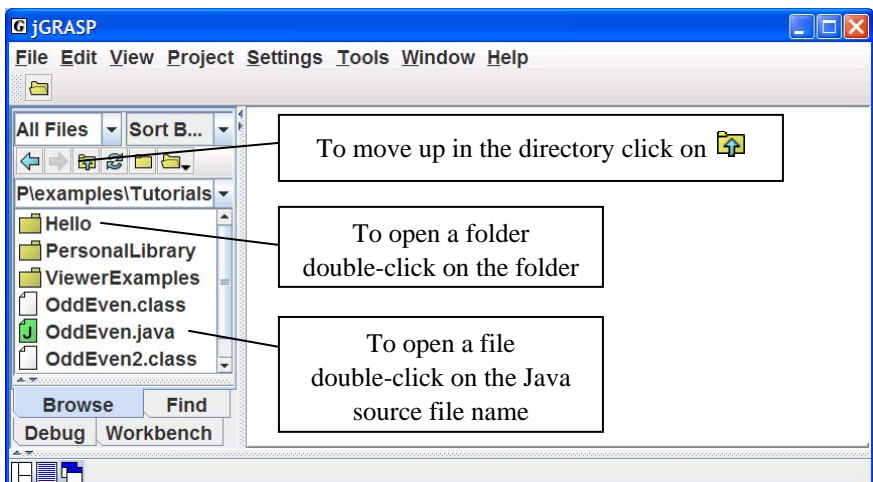 jGRASP
File Edit View Project Settings Tools Window Help
All Files Sort B...
P\examples\Tutorials
Hello
PersonalLibrary
ViewerExamples
OddEven.class
OddEven.java
OddEven2.class
Browse Find
Debug Workbench
To move up in the directory click on
To open a folder
double-click on the folder
To open a file
double-click on the Java
source file name